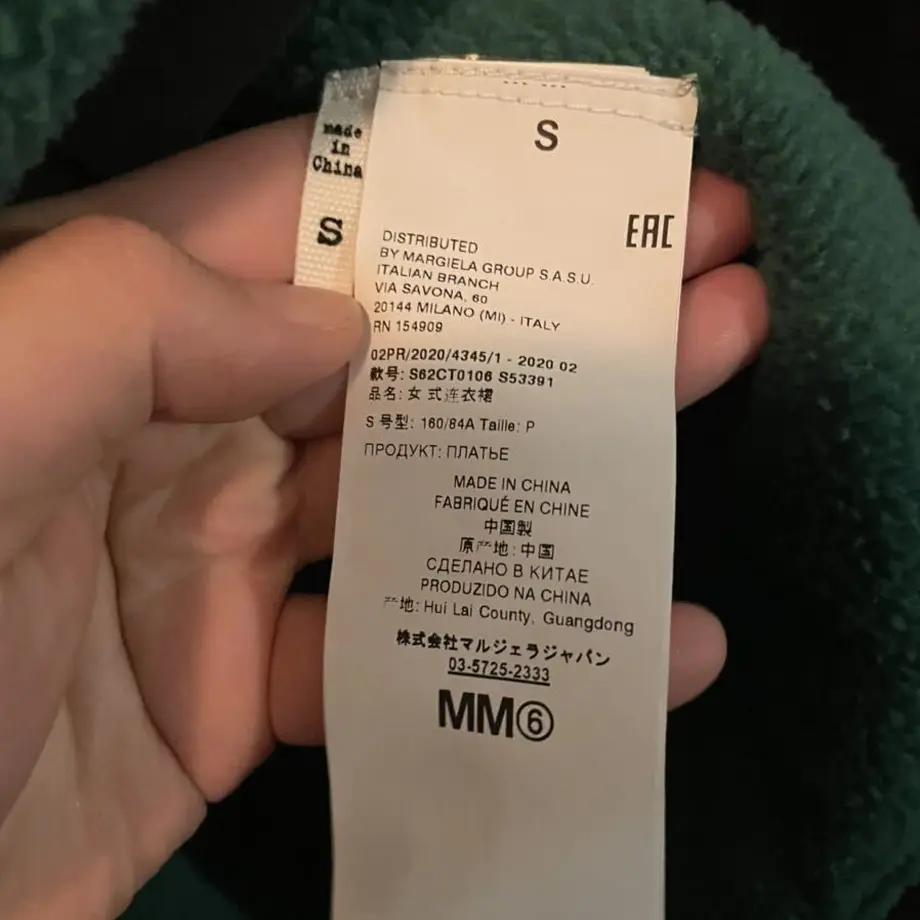 made
in
China
S
S
EAC
DISTRIBUTED
BY MARGIELA GROUP S.A.S.U.
ITALIAN BRANCH
VIA SAVONA, 60
20144 MILANO (MI) - ITALY
RN 154909
02PR/2020/4345/1 - 2020 02
款号: S62CT0106 S53391
品名: 女式连衣裙
S 号型: 160/84A Taille: P
ПРОДУКТ: ПЛАТЬЕ
MADE IN CHINA
FABRIQUÉ EN CHINE
中国製
原产地: 中国
СДЕЛАНО В КИТАЕ
PRODUZIDO NA CHINA
产地: Hui Lai County, Guangdong
株式会社マルジェラジャパン
03-5725-2333
MM⑥